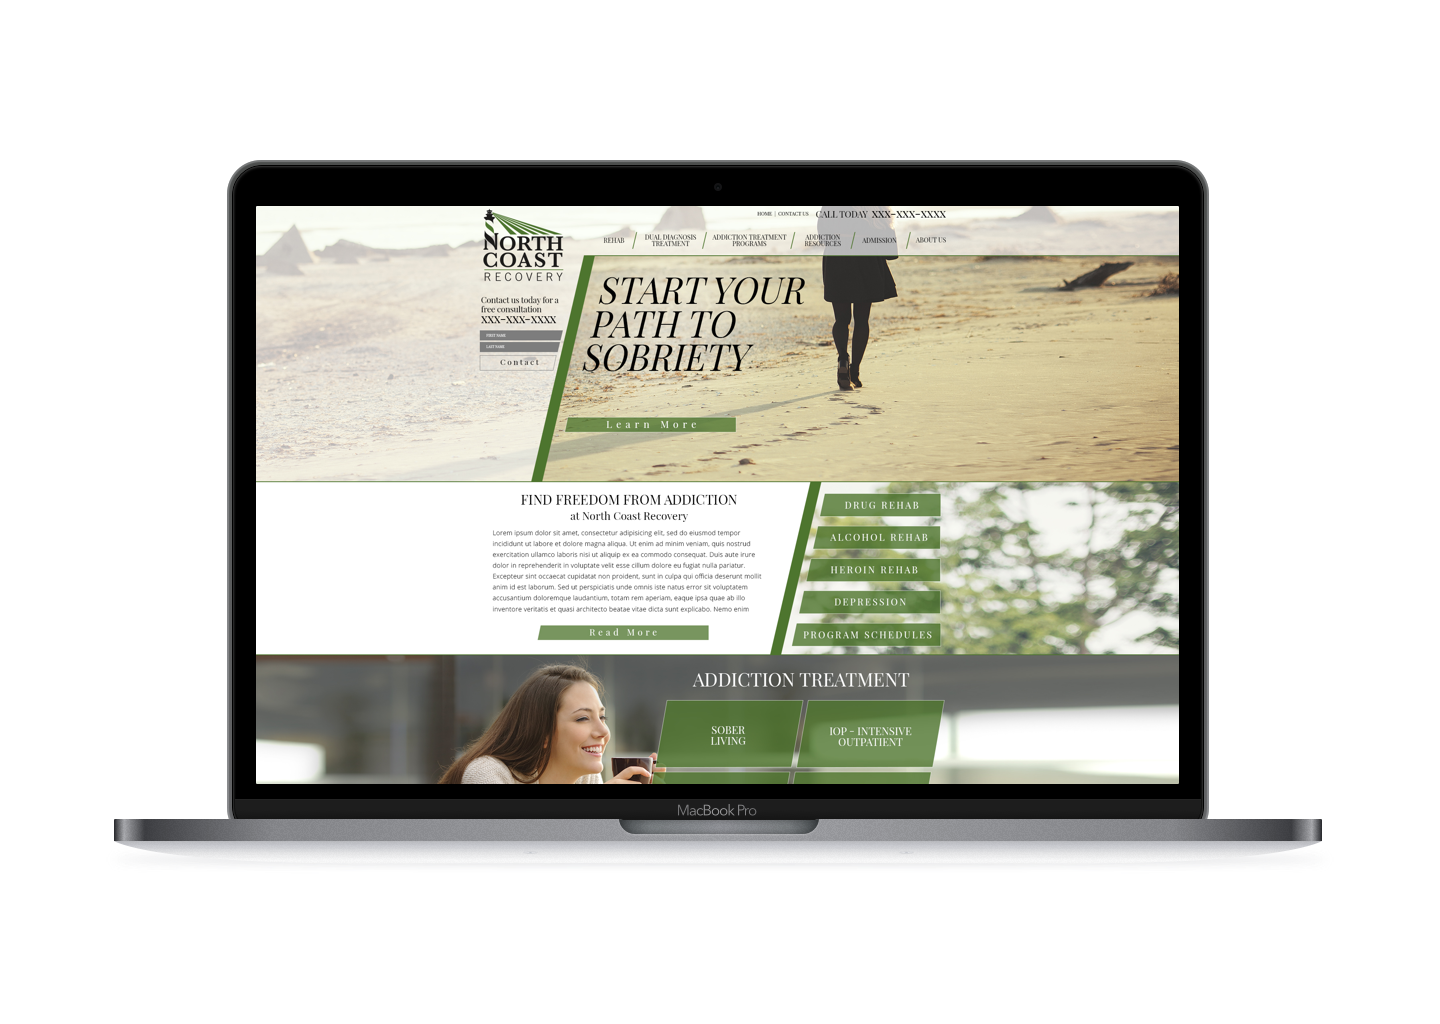 HOME | CONTACT US CALL TODAY XXX-XXX-XXXX
NORTH
COAST
RECOVERY
REHAB
DUAL DIAGNOSIS
TREATMENT
ADDICTION TREATMENT
PROGRAMS
ADDICTION
RESOURCES
ADMISSION
ABOUT US
Contact us today for a
free consultation
XXX-XXX-XXXX
FIRST NAME
LAST NAME
Contact
START YOUR
PATH TO
SOBRIETY
Learn More
FIND FREEDOM FROM ADDICTION
at North Coast Recovery
Lorem ipsum dolor sit amet, consectetur adipisicing elit, sed do eiusmod tempor
incididunt ut labore et dolore magna aliqua. Ut enim ad minim veniam, quis nostrud
exercitation ullamco laboris nisi ut aliquip ex ea commodo consequat. Duis aute irure
dolor in reprehenderit in voluptate velit esse cillum dolore eu fugiat nulla pariatur.
Excepteur sint occaecat cupidatat non proident, sunt in culpa qui officia deserunt mollit
anim id est laborum. Sed ut perspiciatis unde omnis iste natus error sit voluptatem
accusantium doloremque laudantium, totam rem aperiam, eaque ipsa quae ab illo
inventore veritatis et quasi architecto beatae vitae dicta sunt explicabo. Nemo enim
Read More
DRUG REHAB
ALCOHOL REHAB
HEROIN REHAB
DEPRESSION
PROGRAM SCHEDULES
ADDICTION TREATMENT
SOBER
LIVING
IOP - INTENSIVE
OUTPATIENT
MacBook Pro